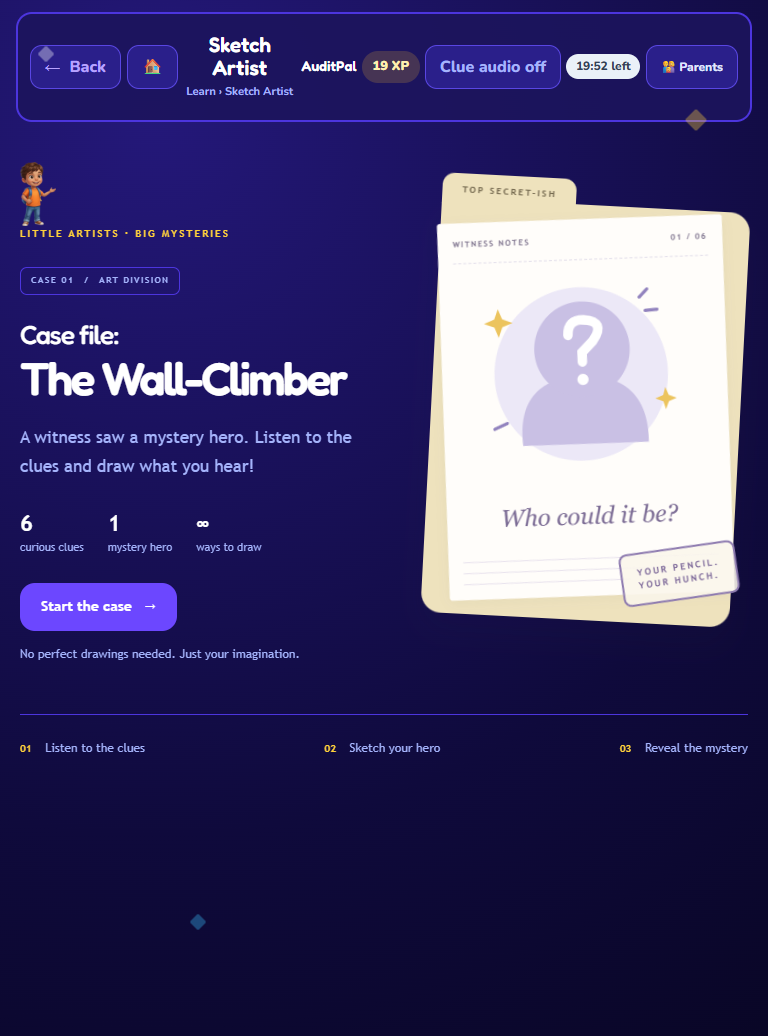 ← Back
Sketch
Artist
Learn › Sketch Artist
AuditPal
19 XP
Clue audio off
19:52 left
Parents
LITTLE ARTISTS · BIG MYSTERIES
CASE 01 / ART DIVISION
Case file:
The Wall-Climber
A witness saw a mystery hero. Listen to the
clues and draw what you hear!
6
curious clues
1
mystery hero
∞
ways to draw
Start the case →
No perfect drawings needed. Just your imagination.
TOP SECRET-ISH
WITNESS NOTES
01 / 06
?
Who could it be?
YOUR PENCIL.
YOUR HUNCH.
01 Listen to the clues
02 Sketch your hero
03 Reveal the mystery